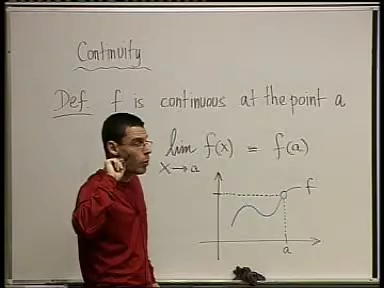 Continuity
Def. f is continuous at the point a
lim f(x) = f(a)
x→a
f
a